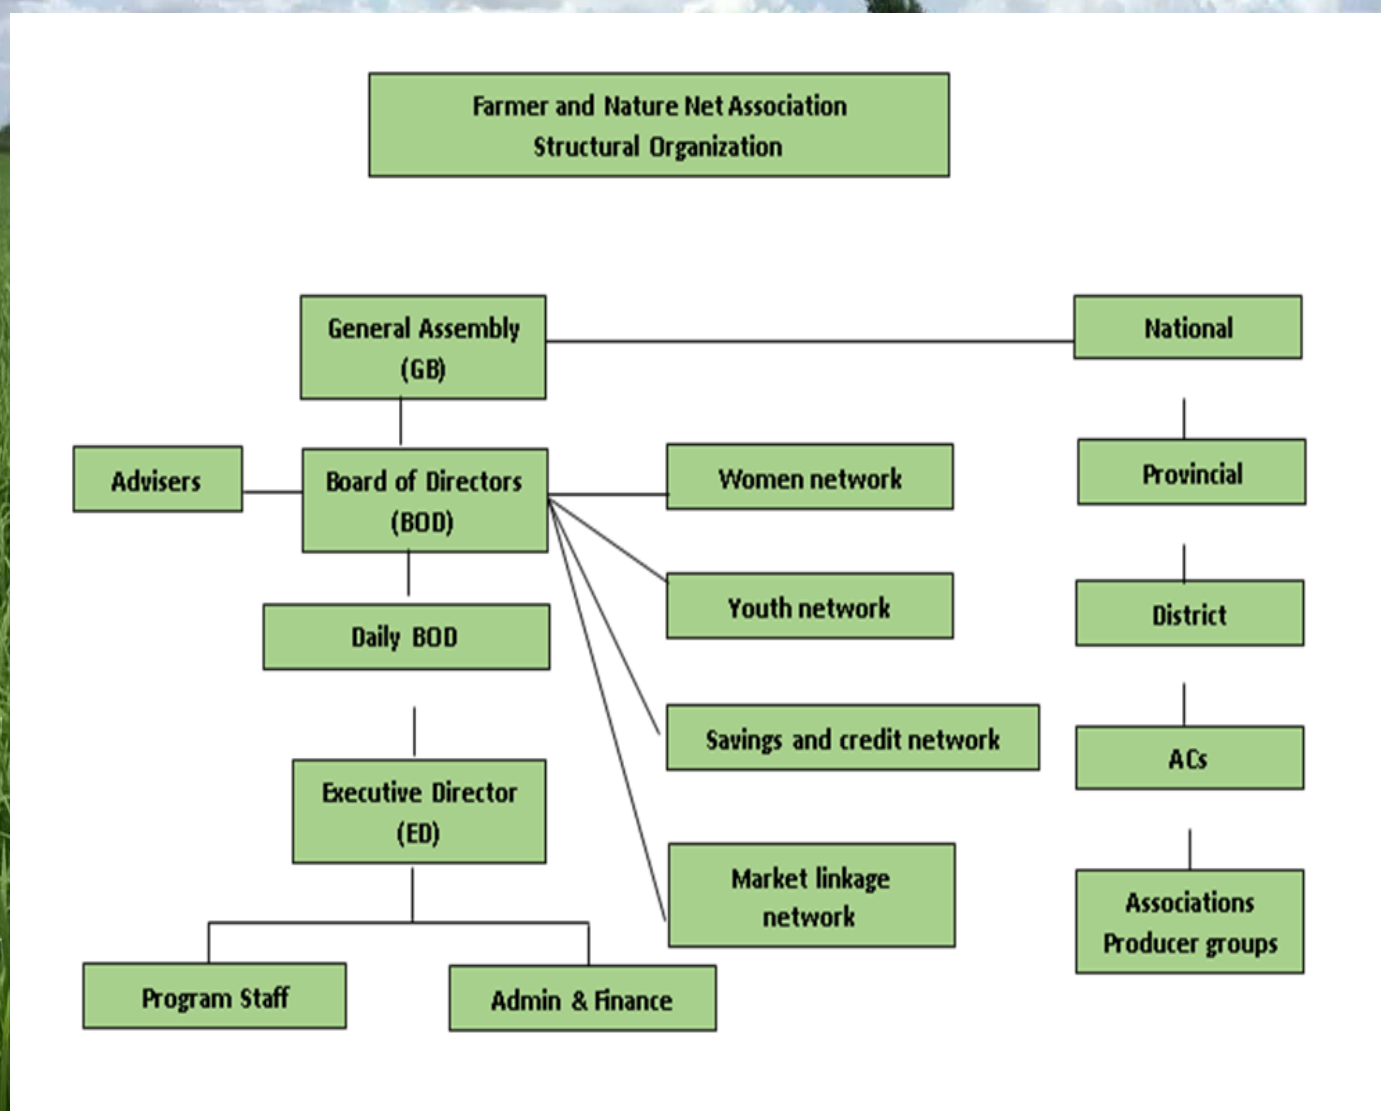 Farmer and Nature Net Association
Structural Organization
General Assembly
(GB)
National
Advisers
Board of Directors
(BOD)
Women network
Provincial
Youth network
District
Daily BOD
Savings and credit network
ACs
Executive Director
(ED)
Market linkage
network
Associations
Producer groups
Program Staff
Admin & Finance